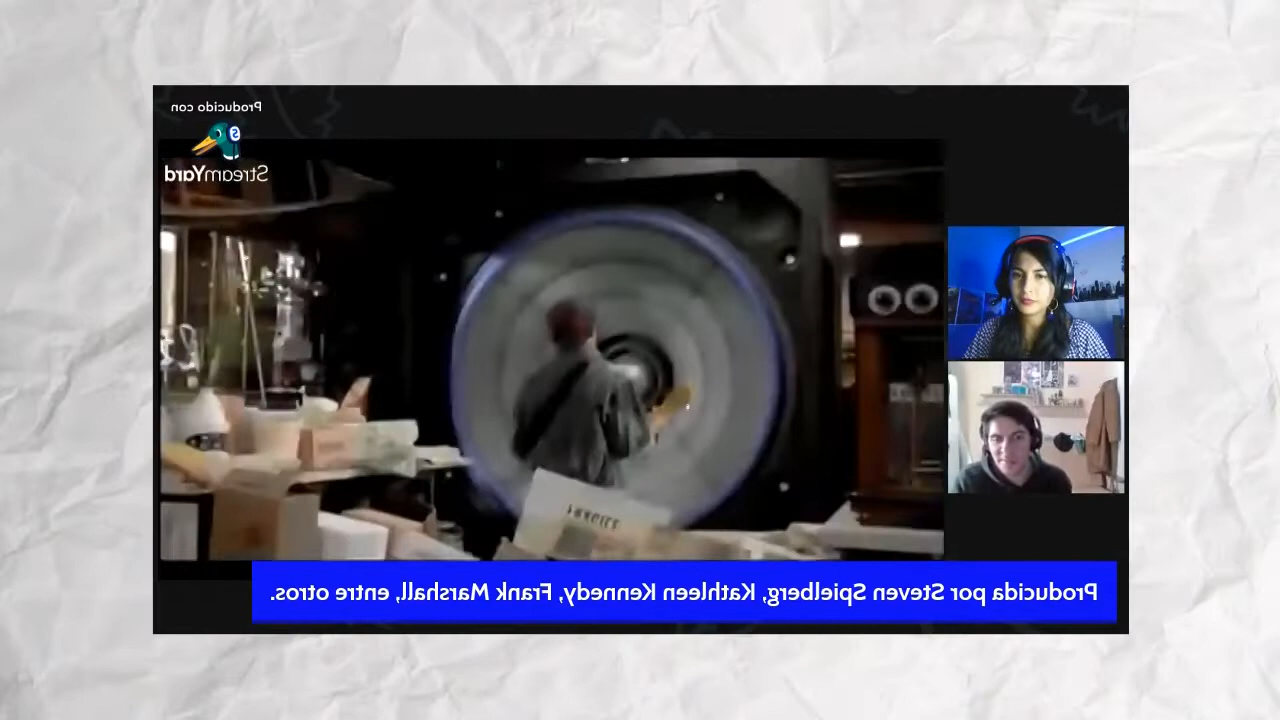 Producido con
StreamYard
Producida por Steven Spielberg, Kathleen Kennedy, Frank Marshall, entre otros.